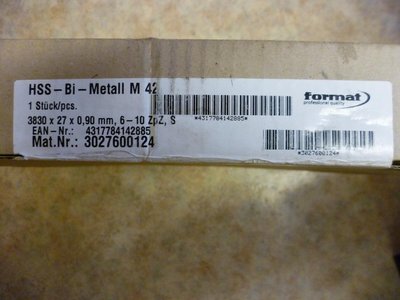 HSS-Bi-Metall M 42
format
professional quality
1 Stück/pcs.
*4317784142885*
3830 x 27 x 0,90 mm, 6-10 ZpZ, S
EAN-Nr.: 4317784142885
Mat.Nr.: 3027600124
*3027600124*